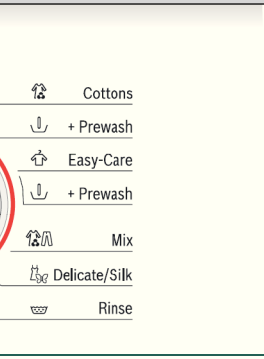 Cottons
+ Prewash
Easy-Care
+ Prewash
Mix
Delicate/Silk
Rinse